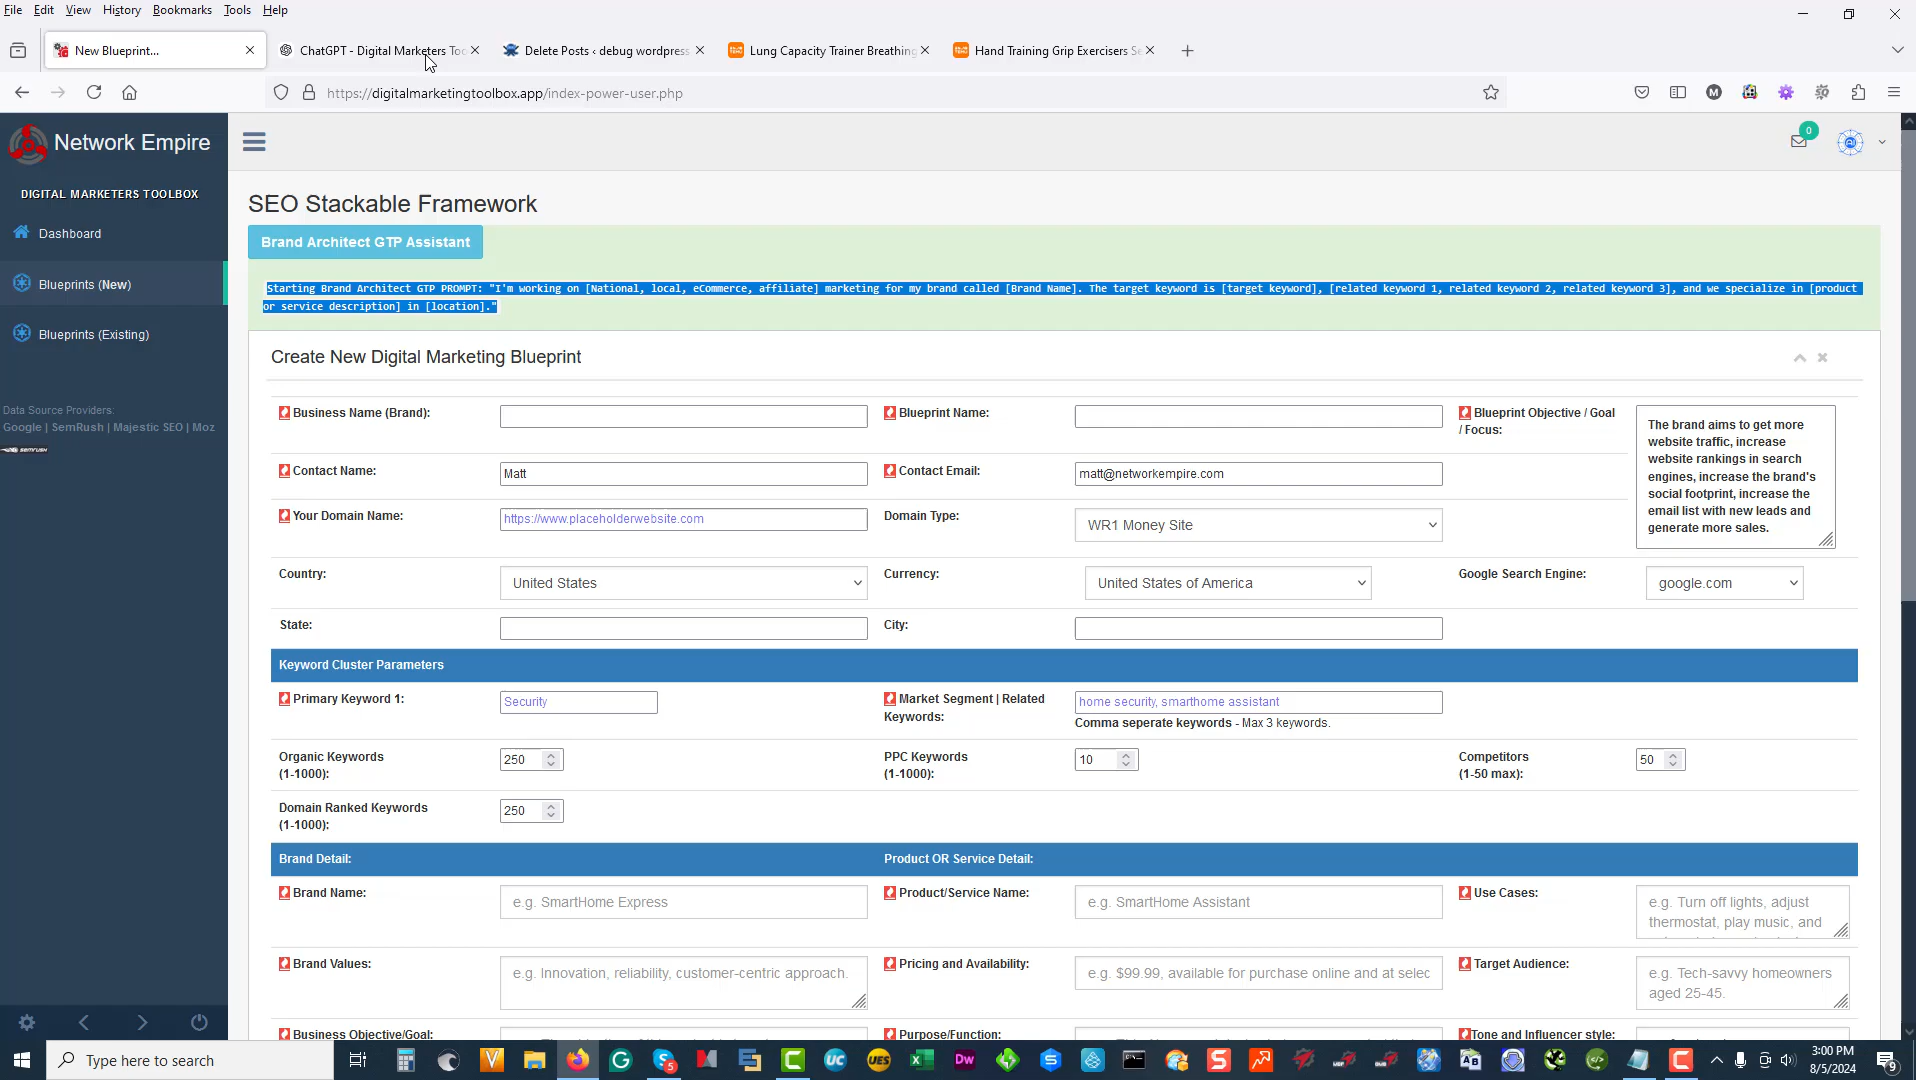 File Edit View History Bookmarks Tools Help
New Blueprint...
ChatGPT - Digital Marketers Too
Delete Posts ‹ debug wordpress
Lung Capacity Trainer Breathing
Hand Training Grip Exercisers Se
https://digitalmarketingtoolbox.app/index-power-user.php
Network Empire
0
DIGITAL MARKETERS TOOLBOX
Dashboard
Blueprints (New)
Blueprints (Existing)
Data Source Providers:
Google | SemRush | Majestic SEO | Moz
SEMRUSH
SEO Stackable Framework
Brand Architect GTP Assistant
Starting Brand Architect GTP PROMPT: "I'm working on [National, local, eCommerce, affiliate] marketing for my brand called [Brand Name]. The target keyword is [target keyword], [related keyword 1, related keyword 2, related keyword 3], and we specialize in [product
or service description] in [location]."
Create New Digital Marketing Blueprint
Business Name (Brand):
Blueprint Name:
Blueprint Objective / Goal
/ Focus:
The brand aims to get more
website traffic, increase
website rankings in search
engines, increase the brand's
social footprint, increase the
email list with new leads and
generate more sales.
Contact Name:
Matt
Contact Email:
matt@networkempire.com
Your Domain Name:
https://www.placeholderwebsite.com
Domain Type:
WR1 Money Site
Country:
United States
Currency:
United States of America
Google Search Engine:
google.com
State:
City:
Keyword Cluster Parameters
Primary Keyword 1:
Security
Market Segment | Related
Keywords:
home security, smarthome assistant
Comma seperate keywords - Max 3 keywords.
Organic Keywords
(1-1000):
250
PPC Keywords
(1-1000):
10
Competitors
(1-50 max):
50
Domain Ranked Keywords
(1-1000):
250
Brand Detail:
Product OR Service Detail:
Brand Name:
e.g. SmartHome Express
Product/Service Name:
e.g. SmartHome Assistant
Use Cases:
e.g. Turn off lights, adjust
thermostat, play music, and
Brand Values:
e.g. Innovation, reliability, customer-centric approach.
Pricing and Availability:
e.g. $99.99, available for purchase online and at selec
Target Audience:
e.g. Tech-savvy homeowners
aged 25-45.
Business Objective/Goal:
Purpose/Function:
Tone and Influencer style:
Type here to search
3:00 PM
8/5/2024
9